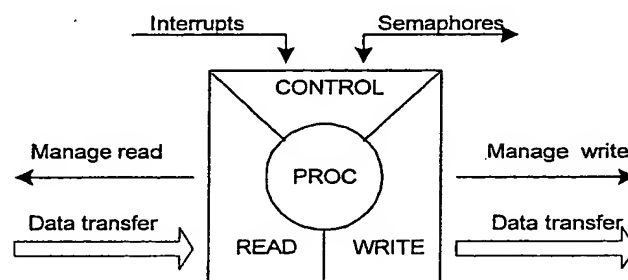 Interrupts Semaphores
CONTROL
Manage read Manage write
PROC
Data transfer Data transfer
READ WRITE